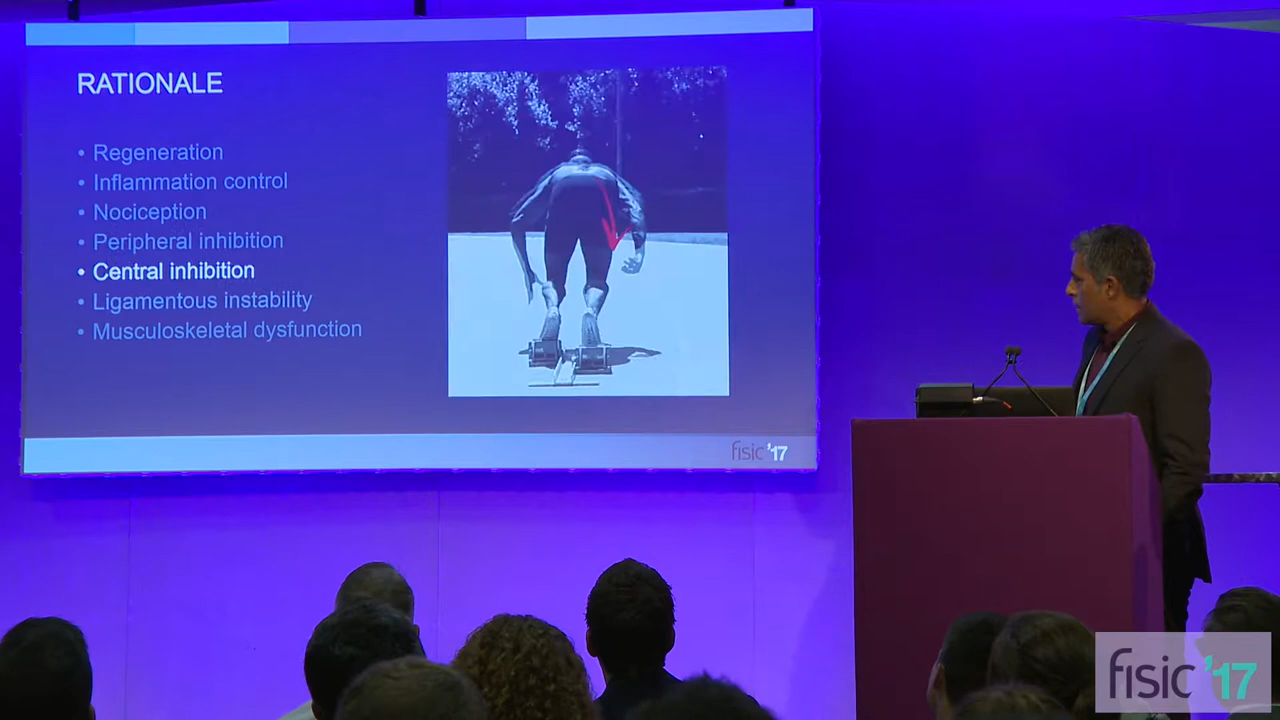 RATIONALE
• Regeneration
• Inflammation control
• Nociception
• Peripheral inhibition
• Central inhibition
• Ligamentous instability
• Musculoskeletal dysfunction
fisic '17
fisic '17